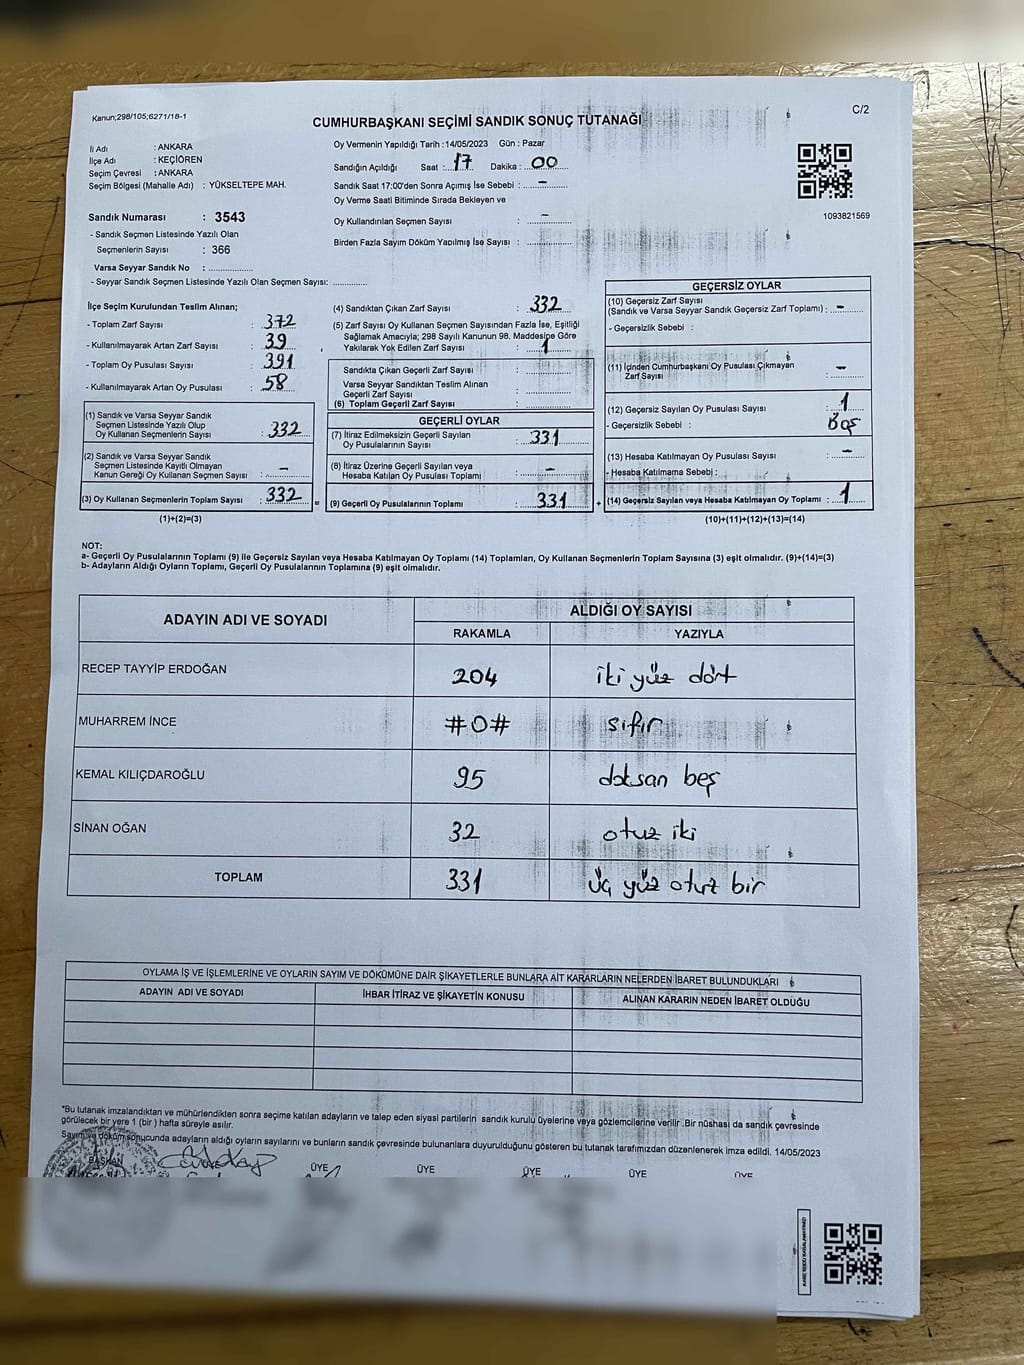 Kanun;298/105;6271/18-1
C/2
CUMHURBAŞKANI SEÇİMİ SANDIK SONUÇ TUTANAĞI
İl Adı : ANKARA
İlçe Adı : KEÇİÖREN
Seçim Çevresi : ANKARA
Seçim Bölgesi (Mahalle Adı) : YÜKSELTEPE MAH.
Sandık Numarası : 3543
- Sandık Seçmen Listesinde Yazılı Olan
Seçmenlerin Sayısı : 366
Varsa Seyyar Sandık No : ...............
- Seyyar Sandık Seçmen Listesinde Yazılı Olan Seçmen Sayısı: ............
Oy Vermenin Yapıldığı Tarih : 14/05/2023 Gün : Pazar
Sandığın Açıldığı Saat : 17 Dakika : 00
Sandık Saat 17:00'den Sonra Açımış İse Sebebi : -
Oy Verme Saati Bitiminde Sırada Bekleyen ve
Oy Kullandırılan Seçmen Sayısı : -
Birden Fazla Sayım Döküm Yapılmış İse Sayısı : ............
1093821569
İlçe Seçim Kurulundan Teslim Alınan;
- Toplam Zarf Sayısı : 372
- Kullanılmayarak Artan Zarf Sayısı : 39
- Toplam Oy Pusulası Sayısı : 391
- Kullanılmayarak Artan Oy Pusulası : 58
(1) Sandık ve Varsa Seyyar Sandık
Seçmen Listesinde Yazılı Olup
Oy Kullanan Seçmenlerin Sayısı : 332
(2) Sandık ve Varsa Seyyar Sandık
Seçmen Listesinde Kayıtlı Olmayan
Kanun Gereği Oy Kullanan Seçmen Sayısı : -
(3) Oy Kullanan Seçmenlerin Toplam Sayısı : 332 =
(1)+(2)=(3)
(4) Sandıktan Çıkan Zarf Sayısı : 332
(5) Zarf Sayısı Oy Kullanan Seçmen Sayısından Fazla İse, Eşitliği
Sağlamak Amacıyla; 298 Sayılı Kanunun 98. Maddesine Göre
Yakılarak Yok Edilen Zarf Sayısı : 1
Sandıkta Çıkan Geçerli Zarf Sayısı : ............
Varsa Seyyar Sandıktan Teslim Alınan
Geçerli Zarf Sayısı : ............
(6) Toplam Geçerli Zarf Sayısı : ............
GEÇERLİ OYLAR
(7) İtiraz Edilmeksizin Geçerli Sayılan : 331
Oy Pusulalarının Sayısı
(8) İtiraz Üzerine Geçerli Sayılan veya : -
Hesaba Katılan Oy Pusulası Toplamı
(9) Geçerli Oy Pusulalarının Toplamı : 331 +
GEÇERSİZ OYLAR
(10) Geçersiz Zarf Sayısı
(Sandık ve Varsa Seyyar Sandık Geçersiz Zarf Toplamı) : -
- Geçersizlik Sebebi :
(11) İçinden Cumhurbaşkanı Oy Pusulası Çıkmayan
Zarf Sayısı : -
(12) Geçersiz Sayılan Oy Pusulası Sayısı : 1
- Geçersizlik Sebebi : Boş
(13) Hesaba Katılmayan Oy Pusulası Sayısı : -
- Hesaba Katılmama Sebebi :
(14) Geçersiz Sayılan veya Hesaba Katılmayan Oy Toplamı : 1
(10)+(11)+(12)+(13)=(14)
NOT:
a- Geçerli Oy Pusulalarının Toplamı (9) ile Geçersiz Sayılan veya Hesaba Katılmayan Oy Toplamı (14) Toplamları, Oy Kullanan Seçmenlerin Toplam Sayısına (3) eşit olmalıdır. (9)+(14)=(3)
b- Adayların Aldığı Oyların Toplamı, Geçerli Oy Pusulalarının Toplamına (9) eşit olmalıdır.
ADAYIN ADI VE SOYADI ALDIĞI OY SAYISI
RAKAMLA YAZIYLA
RECEP TAYYİP ERDOĞAN 204 iki yüz dört
MUHARREM İNCE #0# sıfır
KEMAL KILIÇDAROĞLU 95 doksan beş
SİNAN OĞAN 32 otuz iki
TOPLAM 331 üç yüz otuz bir
OYLAMA İŞ VE İŞLEMLERİNE VE OYLARIN SAYIM VE DÖKÜMÜNE DAİR ŞİKAYETLERLE BUNLARA AİT KARARLARIN NELERDEN İBARET BULUNDUKLARI
ADAYIN ADI VE SOYADI İHBAR İTİRAZ VE ŞİKAYETİN KONUSU ALINAN KARARIN NEDEN İBARET OLDUĞU
*Bu tutanak imzalandıktan ve mühürlendikten sonra seçime katılan adayların ve talep eden siyasi partilerin sandık kurulu üyelerine veya gözlemcilerine verilir. Bir nüshası da sandık çevresinde
görülecek bir yere 1 (bir) hafta süreyle asılır.
Sayım ve döküm sonucunda adayların aldığı oyların sayılarını ve bunların sandık çevresinde bulunanlara duyurulduğunu gösteren bu tutanak tarafımızdan düzenlenerek imza edildi. 14/05/2023
BAŞKAN ÜYE ÜYE ÜYE ÜYE ÜYE